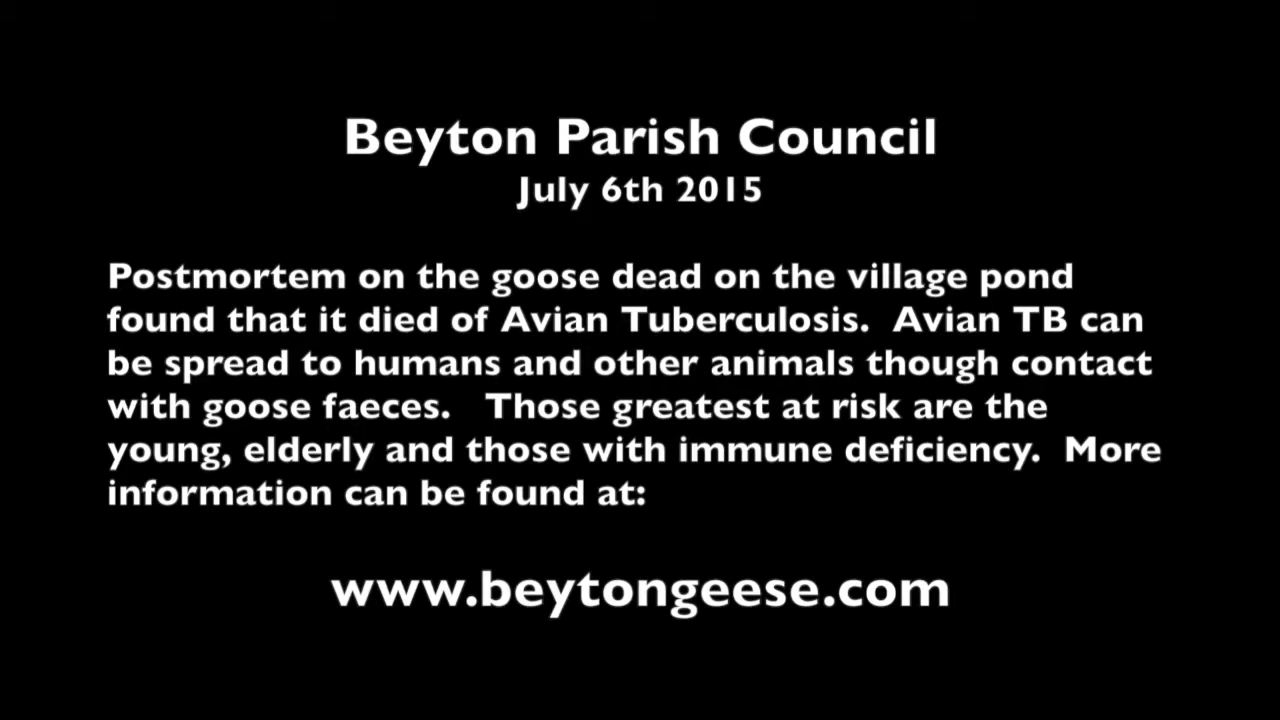 Beyton Parish Council
July 6th 2015
Postmortem on the goose dead on the village pond
found that it died of Avian Tuberculosis.  Avian TB can
be spread to humans and other animals though contact
with goose faeces.   Those greatest at risk are the
young, elderly and those with immune deficiency.  More
information can be found at:
www.beytongeese.com